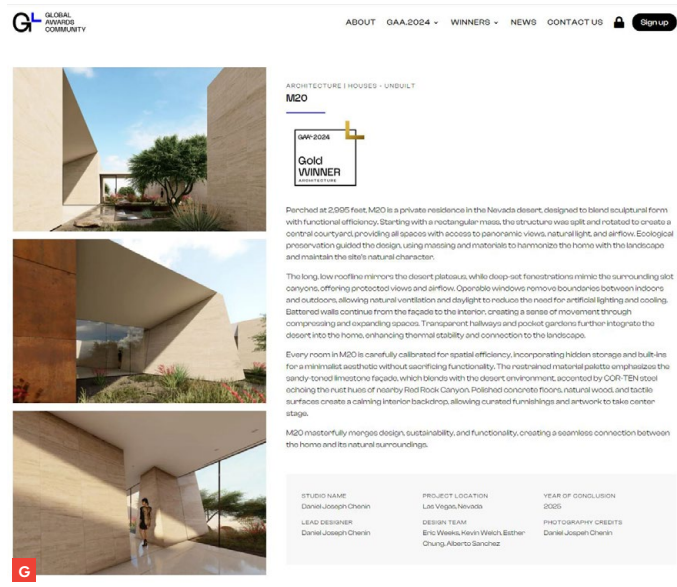 GL GLOBAL
AWARDS
COMMUNITY
ABOUT GAA.2024 WINNERS NEWS CONTACT US Sign up
ARCHITECTURE | HOUSES - UNBUILT
M20
GAA•2024
Gold
WINNER
ARCHITECTURE
Perched at 2,995 feet, M20 is a private residence in the Nevada desert, designed to blend sculptural form
with functional efficiency. Starting with a rectangular mass, the structure was split and rotated to create a
central courtyard, providing all spaces with access to panoramic views, natural light, and airflow. Ecological
preservation guided the design, using massing and materials to harmonize the home with the landscape
and maintain the site's natural character.
The long, low roofline mirrors the desert plateaus, while deep-set fenestrations mimic the surrounding slot
canyons, offering protected views and airflow. Operable windows remove boundaries between indoors
and outdoors, allowing natural ventilation and daylight to reduce the need for artificial lighting and cooling.
Battered walls continue from the façade to the interior, creating a sense of movement through
compressing and expanding spaces. Transparent hallways and pocket gardens further integrate the
desert into the home, enhancing thermal stability and connection to the landscape.
Every room in M20 is carefully calibrated for spatial efficiency, incorporating hidden storage and built-ins
for a minimalist aesthetic without sacrificing functionality. The restrained material palette emphasizes the
sandy-toned limestone façade, which blends with the desert environment, accented by COR-TEN steel
echoing the rust hues of nearby Red Rock Canyon. Polished concrete floors, natural wood, and tactile
surfaces create a calming interior backdrop, allowing curated furnishings and artwork to take center
stage.
M20 masterfully merges design, sustainability, and functionality, creating a seamless connection between
the home and its natural surroundings.
STUDIO NAME PROJECT LOCATION YEAR OF CONCLUSION
Daniel Joseph Chenin Las Vegas, Nevada 2025
LEAD DESIGNER DESIGN TEAM PHOTOGRAPHY CREDITS
Daniel Joseph Chenin Eric Weeks, Kevin Welch, Esther Daniel Joseph Chenin
Chung, Alberto Sanchez
G